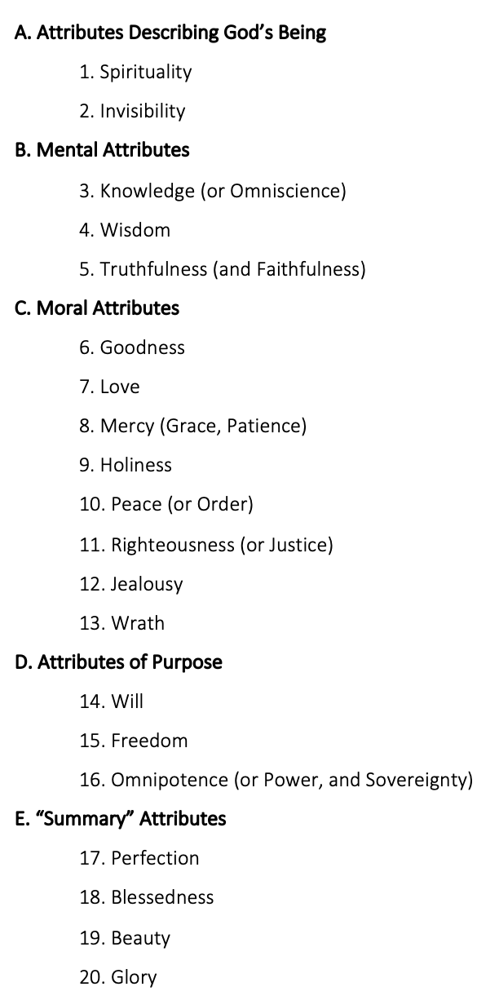 A. Attributes Describing God’s Being
1. Spirituality
2. Invisibility
B. Mental Attributes
3. Knowledge (or Omniscience)
4. Wisdom
5. Truthfulness (and Faithfulness)
C. Moral Attributes
6. Goodness
7. Love
8. Mercy (Grace, Patience)
9. Holiness
10. Peace (or Order)
11. Righteousness (or Justice)
12. Jealousy
13. Wrath
D. Attributes of Purpose
14. Will
15. Freedom
16. Omnipotence (or Power, and Sovereignty)
E. “Summary” Attributes
17. Perfection
18. Blessedness
19. Beauty
20. Glory